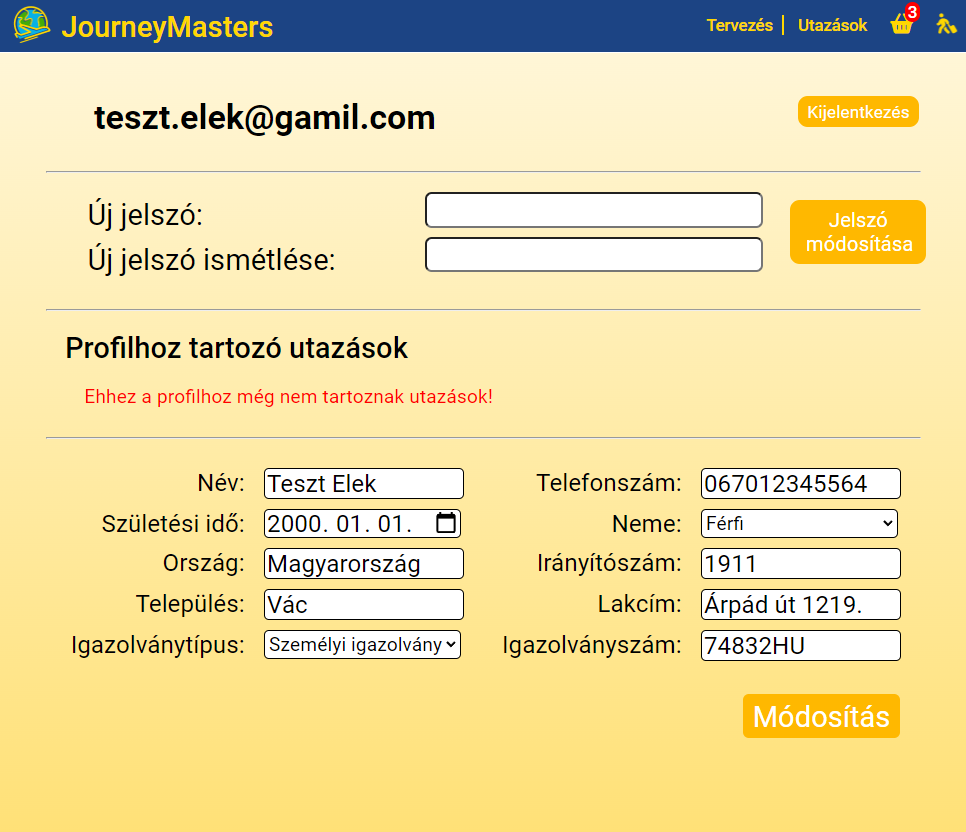 JourneyMasters
Tervezés
Utazások
3
teszt.elek@gamil.com
Kijelentkezés
Új jelszó:
Új jelszó ismétlése:
Jelszó
módosítása
Profilhoz tartozó utazások
Ehhez a profilhoz még nem tartoznak utazások!
Név: Teszt Elek Telefonszám: 067012345564
Születési idő: 2000. 01. 01. Neme: Férfi
Ország: Magyarország Irányítószám: 1911
Település: Vác Lakcím: Árpád út 1219.
Igazolványtípus: Személyi igazolvány Igazolványszám: 74832HU
Módosítás